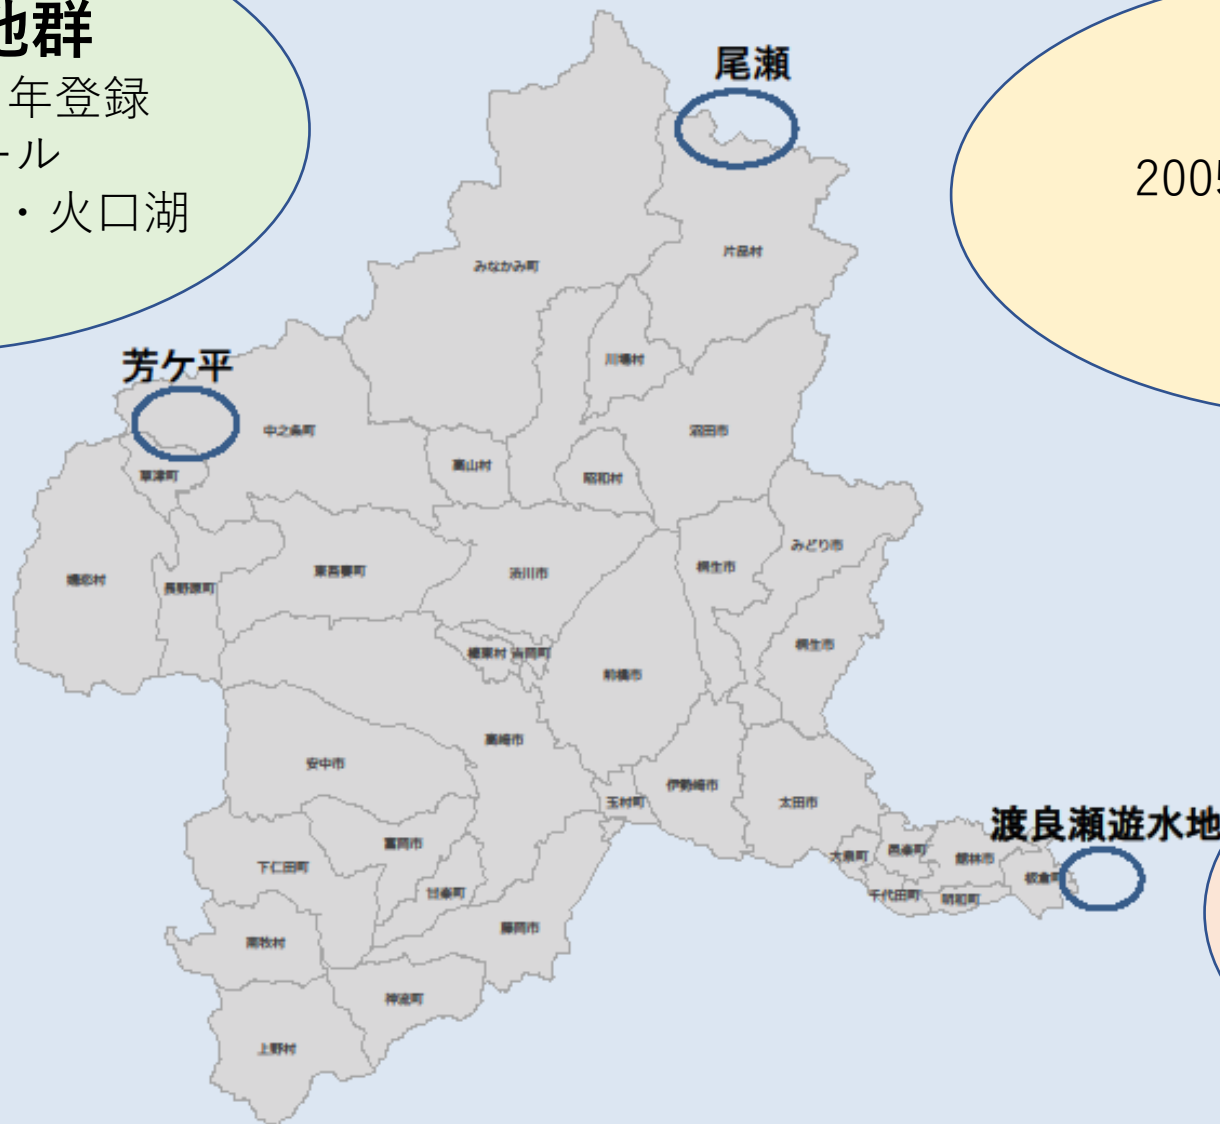 地群
年登録
ール
・火口湖
尾瀬
2005
みなかみ町
片品村
川場村
芳ケ平
中之条町
沼田市
高山村
昭和村
草津町
みどり市
桐生市
東吾妻町
渋川市
嬬恋村
長野原町
桐生市
榛東村
吉岡町
前橋市
高崎市
安中市
伊勢崎市
玉村町
太田市
渡良瀬遊水地
富岡市
大泉町
邑楽町
館林市
下仁田町
板倉町
甘楽町
千代田町
明和町
藤岡市
南牧村
神流町
上野村